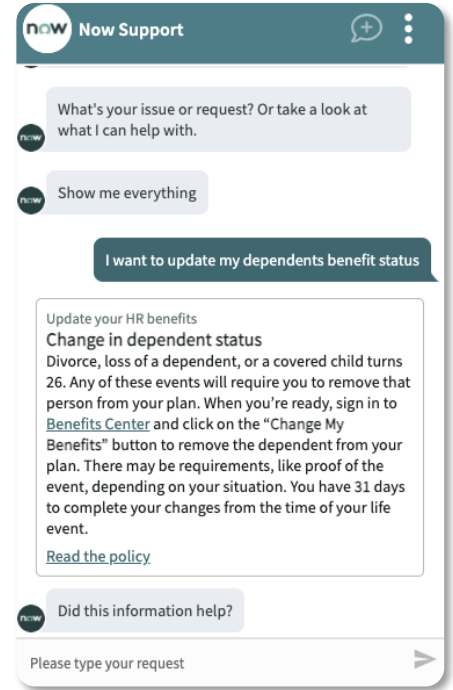 now Now Support
What's your issue or request? Or take a look at
what I can help with.
now
Show me everything
now
I want to update my dependents benefit status
Update your HR benefits
Change in dependent status
Divorce, loss of a dependent, or a covered child turns
26. Any of these events will require you to remove that
person from your plan. When you're ready, sign in to
Benefits Center and click on the “Change My
Benefits” button to remove the dependent from your
plan. There may be requirements, like proof of the
event, depending on your situation. You have 31 days
to complete your changes from the time of your life
event.
Read the policy
Did this information help?
now
Please type your request